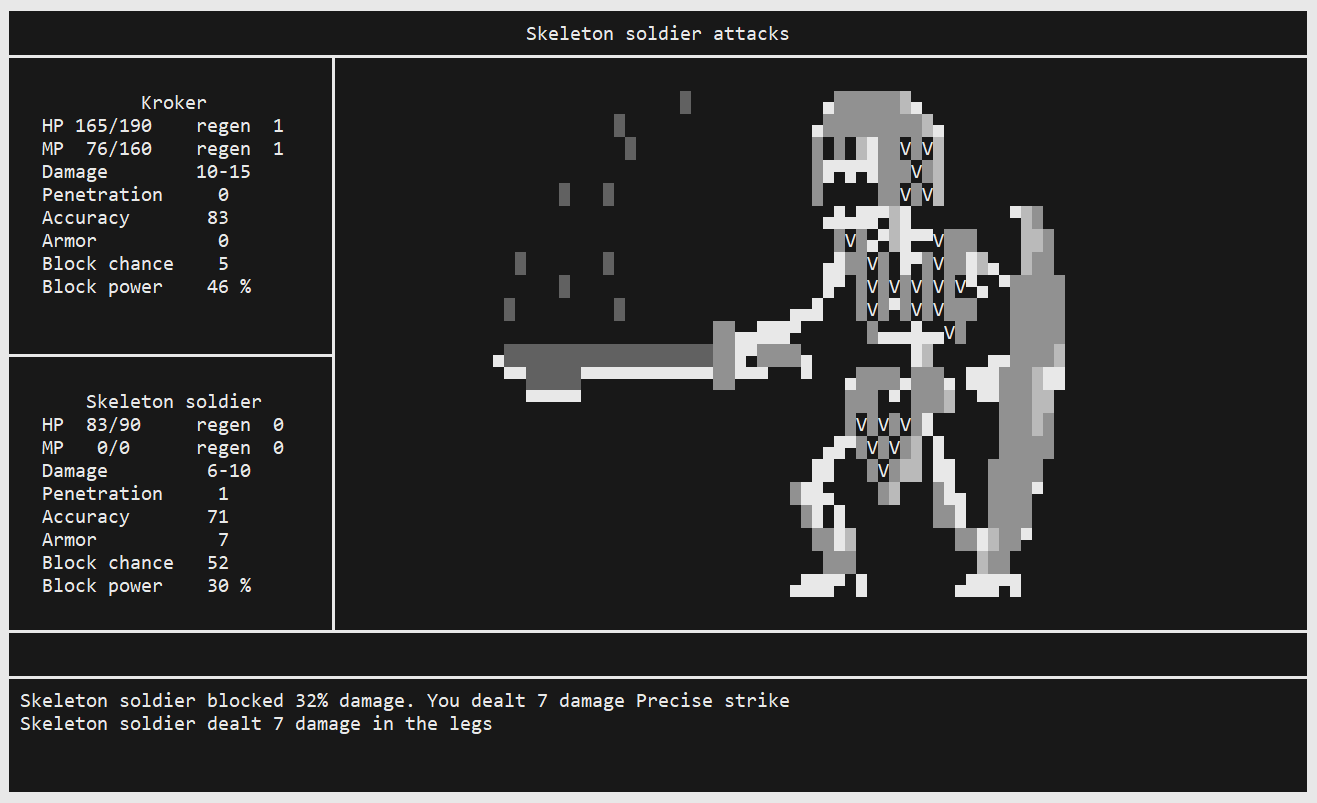 Skeleton soldier attacks
Kroker
HP 165/190 regen 1
MP 76/160 regen 1
Damage 10-15
Penetration 0
Accuracy 83
Armor 0
Block chance 5
Block power 46 %
Skeleton soldier
HP 83/90 regen 0
MP 0/0 regen 0
Damage 6-10
Penetration 1
Accuracy 71
Armor 7
Block chance 52
Block power 30 %
V V
V
V V
V V
V V
V V V V V
V V V
V
V V V
V V
V
Skeleton soldier blocked 32% damage. You dealt 7 damage Precise strike
Skeleton soldier dealt 7 damage in the legs